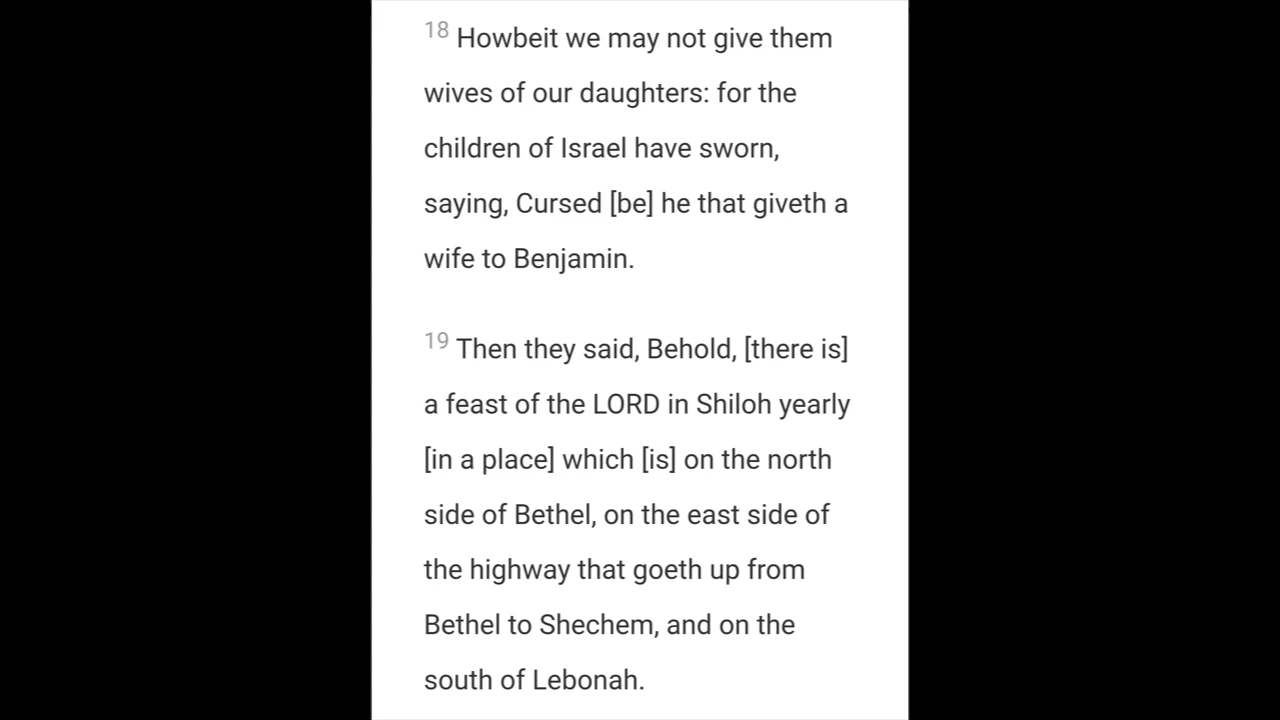 18 Howbeit we may not give them
wives of our daughters: for the
children of Israel have sworn,
saying, Cursed [be] he that giveth a
wife to Benjamin.
19 Then they said, Behold, [there is]
a feast of the LORD in Shiloh yearly
[in a place] which [is] on the north
side of Bethel, on the east side of
the highway that goeth up from
Bethel to Shechem, and on the
south of Lebonah.